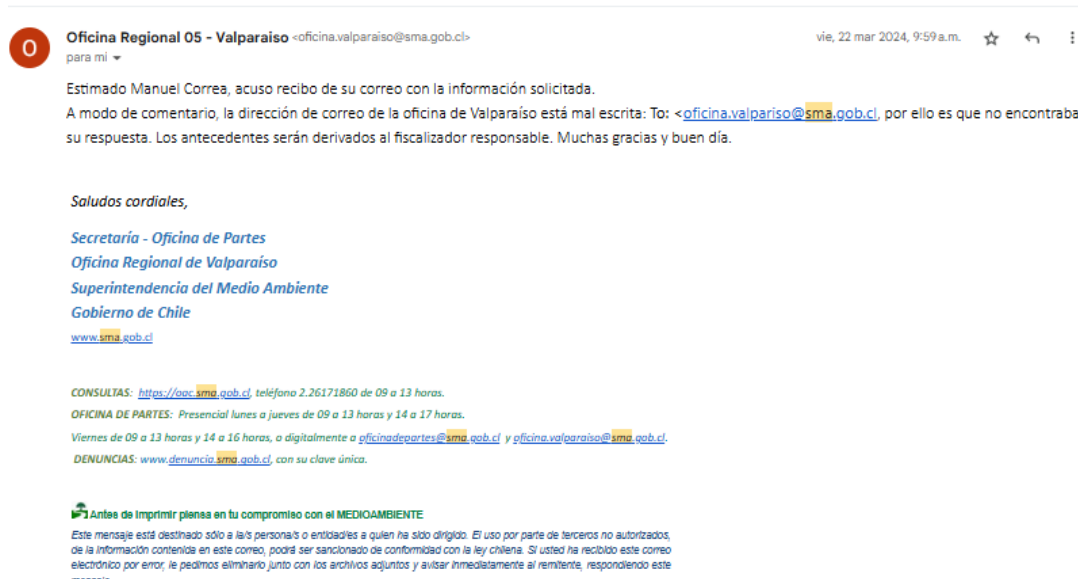 O
Oficina Regional 05 - Valparaiso <oficina.valparaiso@sma.gob.cl>
vie, 22 mar 2024, 9:59 a.m.
para mi
Estimado Manuel Correa, acuso recibo de su correo con la información solicitada.
A modo de comentario, la dirección de correo de la oficina de Valparaíso está mal escrita: To: <oficina.valpariso@sma.gob.cl, por ello es que no encontraba
su respuesta. Los antecedentes serán derivados al fiscalizador responsable. Muchas gracias y buen día.
Saludos cordiales,
Secretaría - Oficina de Partes
Oficina Regional de Valparaíso
Superintendencia del Medio Ambiente
Gobierno de Chile
www.sma.gob.cl
CONSULTAS: https://oac.sma.gob.cl, teléfono 2.26171860 de 09 a 13 horas.
OFICINA DE PARTES: Presencial lunes a jueves de 09 a 13 horas y 14 a 17 horas.
Viernes de 09 a 13 horas y 14 a 16 horas, o digitalmente a oficinadepartes@sma.gob.cl y oficina.valparaiso@sma.gob.cl.
DENUNCIAS: www.denuncia.sma.gob.cl, con su clave única.
Antes de imprimir piensa en tu compromiso con el MEDIOAMBIENTE
Este mensaje está destinado sólo a la/s persona/s o entidad/es a quien ha sido dirigido. El uso por parte de terceros no autorizados,
de la información contenida en este correo, podrá ser sancionado de conformidad con la ley chilena. Si usted ha recibido este correo
electrónico por error, le pedimos eliminarlo junto con los archivos adjuntos y avisar inmediatamente al remitente, respondiendo este